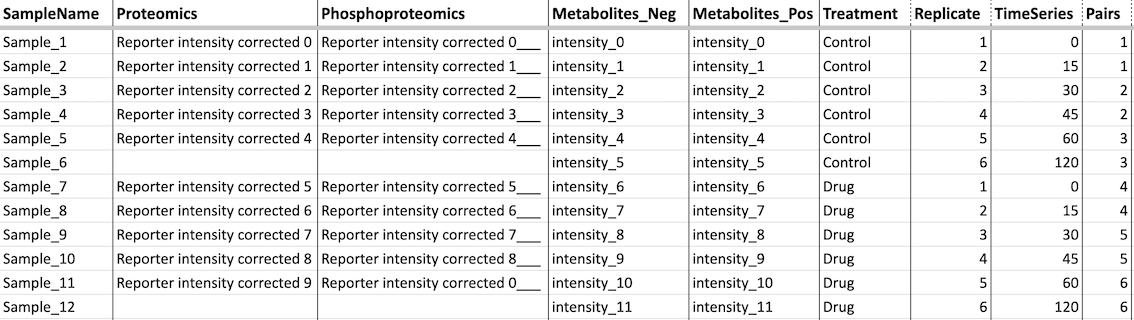 SampleName Proteomics Phosphoproteomics Metabolites_Neg Metabolites_Pos Treatment Replicate TimeSeries Pairs
Sample_1 Reporter intensity corrected 0 Reporter intensity corrected 0___ intensity_0 intensity_0 Control 1 0 1
Sample_2 Reporter intensity corrected 1 Reporter intensity corrected 1___ intensity_1 intensity_1 Control 2 15 1
Sample_3 Reporter intensity corrected 2 Reporter intensity corrected 2___ intensity_2 intensity_2 Control 3 30 2
Sample_4 Reporter intensity corrected 3 Reporter intensity corrected 3___ intensity_3 intensity_3 Control 4 45 2
Sample_5 Reporter intensity corrected 4 Reporter intensity corrected 4___ intensity_4 intensity_4 Control 5 60 3
Sample_6 intensity_5 intensity_5 Control 6 120 3
Sample_7 Reporter intensity corrected 5 Reporter intensity corrected 5___ intensity_6 intensity_6 Drug 1 0 4
Sample_8 Reporter intensity corrected 6 Reporter intensity corrected 6___ intensity_7 intensity_7 Drug 2 15 4
Sample_9 Reporter intensity corrected 7 Reporter intensity corrected 7___ intensity_8 intensity_8 Drug 3 30 5
Sample_10 Reporter intensity corrected 8 Reporter intensity corrected 8___ intensity_9 intensity_9 Drug 4 45 5
Sample_11 Reporter intensity corrected 9 Reporter intensity corrected 0___ intensity_10 intensity_10 Drug 5 60 6
Sample_12 intensity_11 intensity_11 Drug 6 120 6